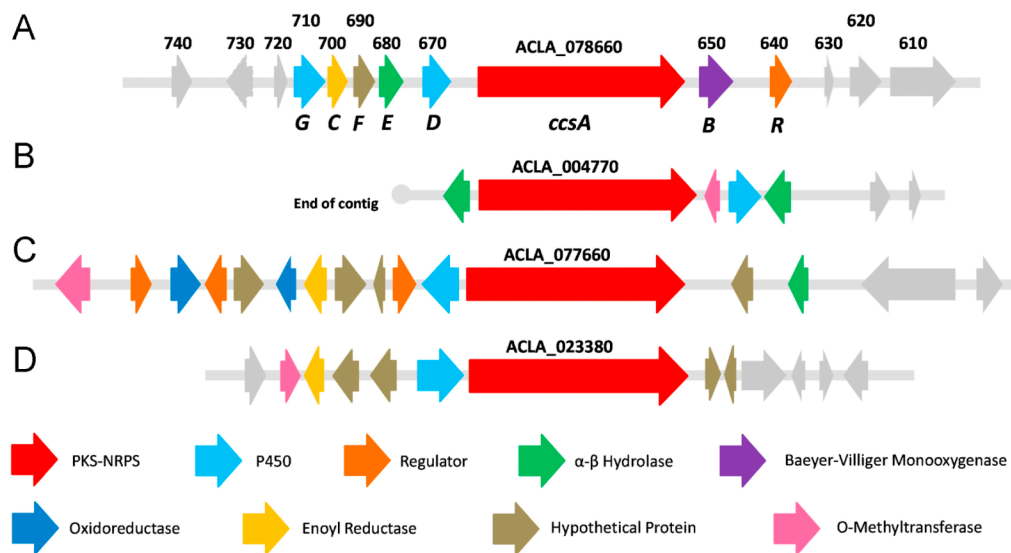 A
740 730 720 710 700 690 680 670 ACLA_078660 650 640 630 620 610
G C F E D ccsA B R
B
ACLA_004770
End of contig
C
ACLA_077660
D
ACLA_023380
PKS-NRPS P450 Regulator α-β Hydrolase Baeyer-Villiger Monooxygenase
Oxidoreductase Enoyl Reductase Hypothetical Protein O-Methyltransferase